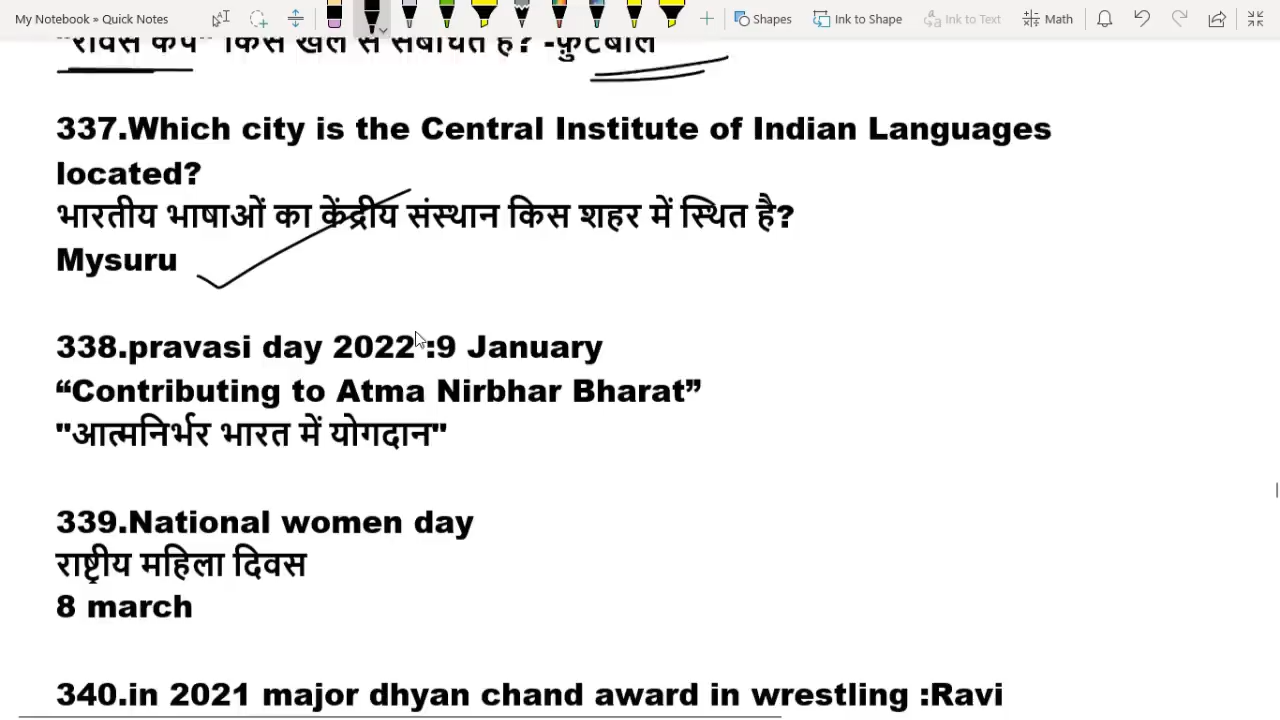 My Notebook » Quick Notes
Shapes
Ink to Shape
Ink to Text
Math
"रोवर्स कप" किस खेल से संबंधित है? -फ़ुटबॉल
337.Which city is the Central Institute of Indian Languages
located?
भारतीय भाषाओं का केंद्रीय संस्थान किस शहर में स्थित है?
Mysuru
338.pravasi day 2022 :9 January
“Contributing to Atma Nirbhar Bharat”
"आत्मनिर्भर भारत में योगदान"
339.National women day
राष्ट्रीय महिला दिवस
8 march
340.in 2021 major dhyan chand award in wrestling :Ravi